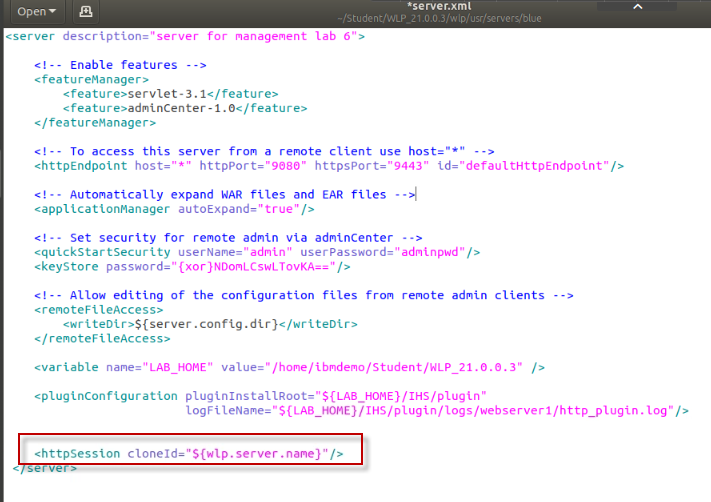 Open
*server.xml
~/Student/WLP_21.0.0.3/wlp/usr/servers/blue
<server description="server for management lab 6">
<!-- Enable features -->
<featureManager>
<feature>servlet-3.1</feature>
<feature>adminCenter-1.0</feature>
</featureManager>
<!-- To access this server from a remote client use host="*" -->
<httpEndpoint host="*" httpPort="9080" httpsPort="9443" id="defaultHttpEndpoint"/>
<!-- Automatically expand WAR files and EAR files -->
<applicationManager autoExpand="true"/>
<!-- Set security for remote admin via adminCenter -->
<quickStartSecurity userName="admin" userPassword="adminpwd"/>
<keyStore password="{xor}NDomLCswLTovKA=="/>
<!-- Allow editing of the configuration files from remote admin clients -->
<remoteFileAccess>
<writeDir>${server.config.dir}</writeDir>
</remoteFileAccess>
<variable name="LAB_HOME" value="/home/ibmdemo/Student/WLP_21.0.0.3" />
<pluginConfiguration pluginInstallRoot="${LAB_HOME}/IHS/plugin"
logFileName="${LAB_HOME}/IHS/plugin/logs/webserver1/http_plugin.log"/>
<httpSession cloneId="${wlp.server.name}"/>
</server>